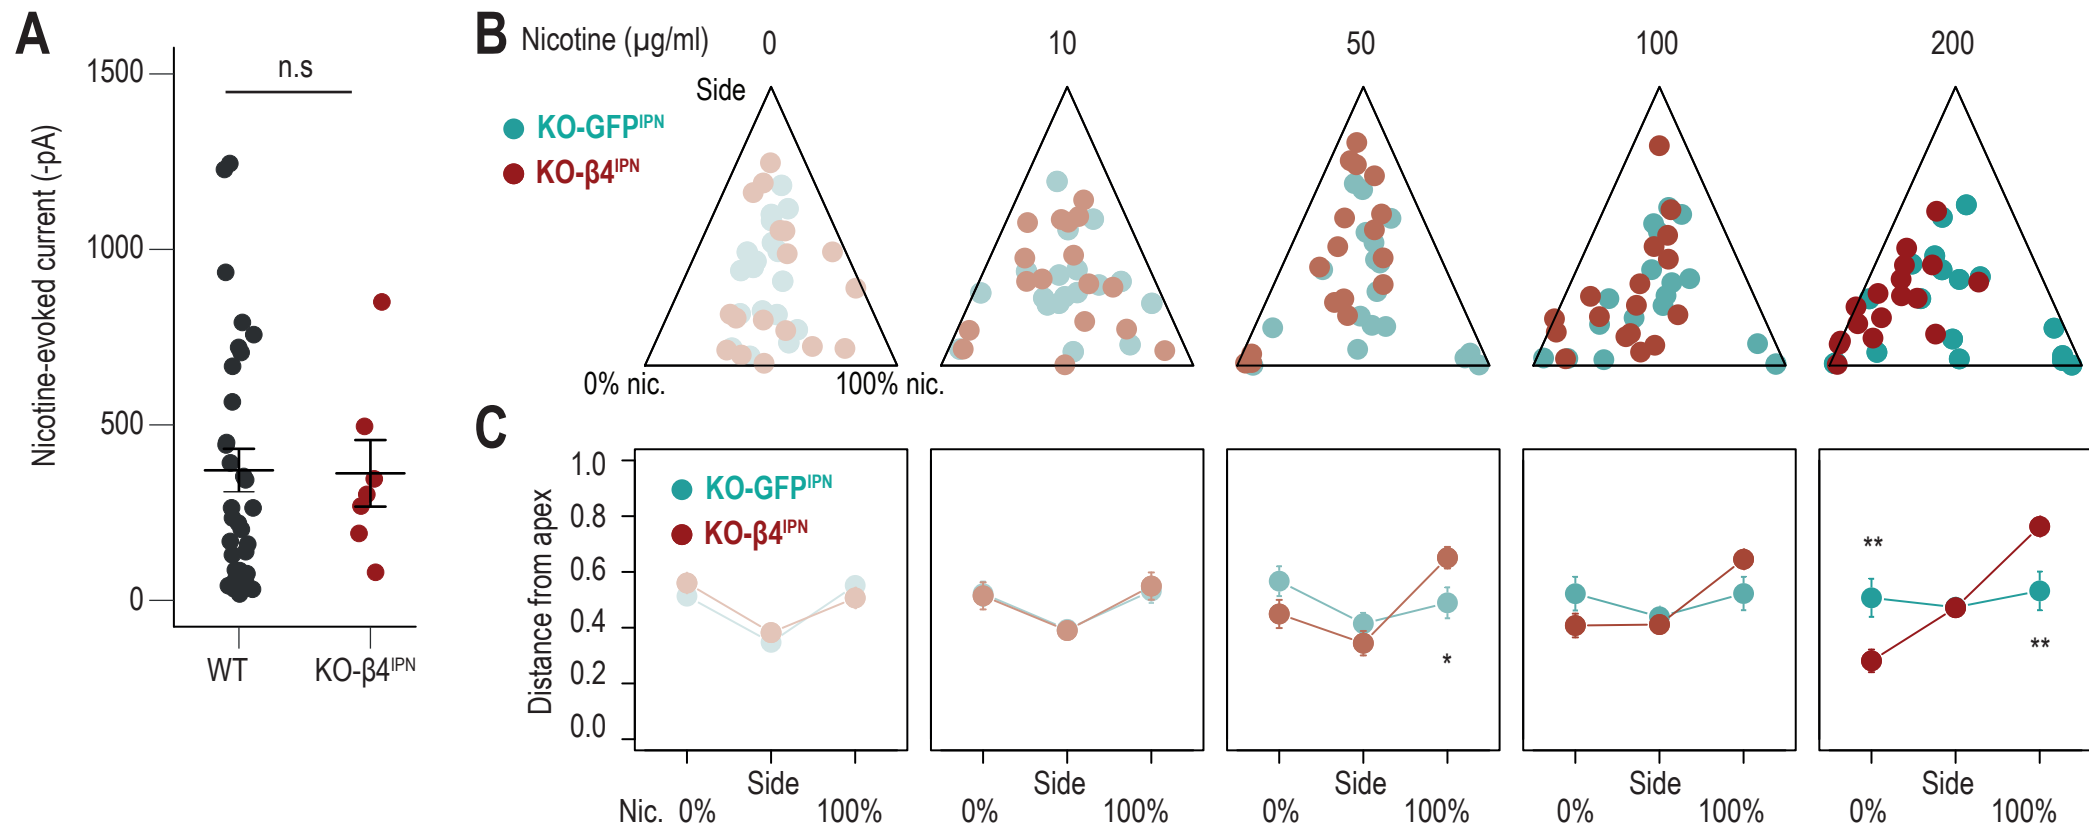 A
Nicotine-evoked current (-pA)
1500
1000
500
0
n.s
WT
KO-β4IPN
B
Nicotine (μg/ml)
0
10
50
100
200
Side
KO-GFPIPN
KO-β4IPN
0% nic.
100% nic.
C
Distance from apex
1.0
0.8
0.6
0.4
0.2
0.0
KO-GFPIPN
KO-β4IPN
*
**
**
Side
Side
Side
Side
Side
Nic. 0% 100%
0% 100%
0% 100%
0% 100%
0% 100%